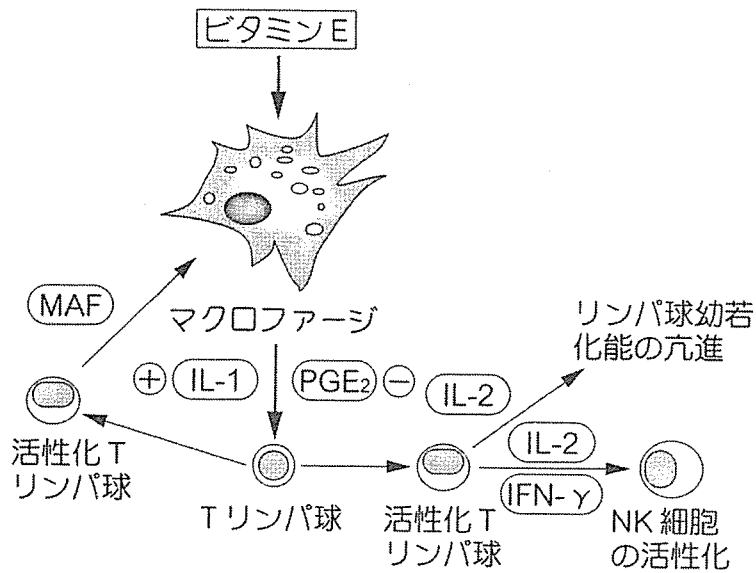 ビタミンE
MAF
マクロファージ
リンパ球幼若
化能の亢進
＋ IL-1
PGE₂ －
IL-2
活性化T
リンパ球
Tリンパ球
活性化T
リンパ球
IL-2
IFN-γ
NK細胞
の活性化